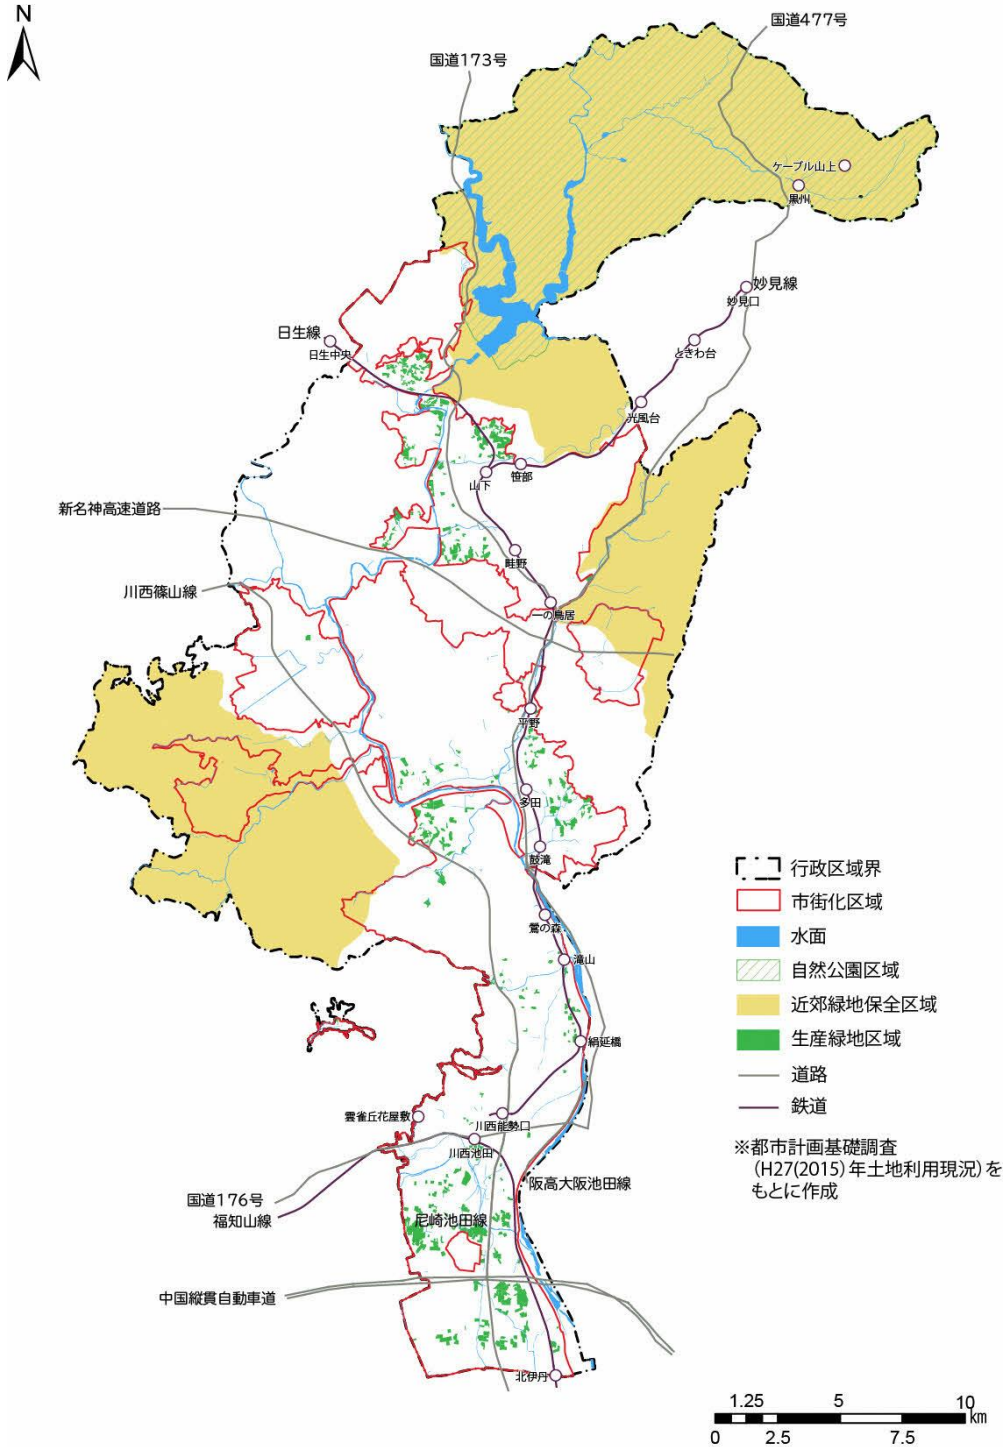 N
国道477号
国道173号
ケーブル山上
黒川
妙見線
妙見口
日生線
日生中央
ときわ台
光風台
笹部
山下
新名神高速道路
畦野
川西篠山線
一の鳥居
平野
多田
鼓滝
鶯の森
滝山
絹延橋
雲雀丘花屋敷
川西能勢口
川西池田
阪高大阪池田線
国道176号
福知山線
尼崎池田線
中国縦貫自動車道
北伊丹
行政区域界
市街化区域
水面
自然公園区域
近郊緑地保全区域
生産緑地区域
道路
鉄道
※都市計画基礎調査
（H27(2015)年土地利用現況）を
もとに作成
1.25 5 10
km
0 2.5 7.5